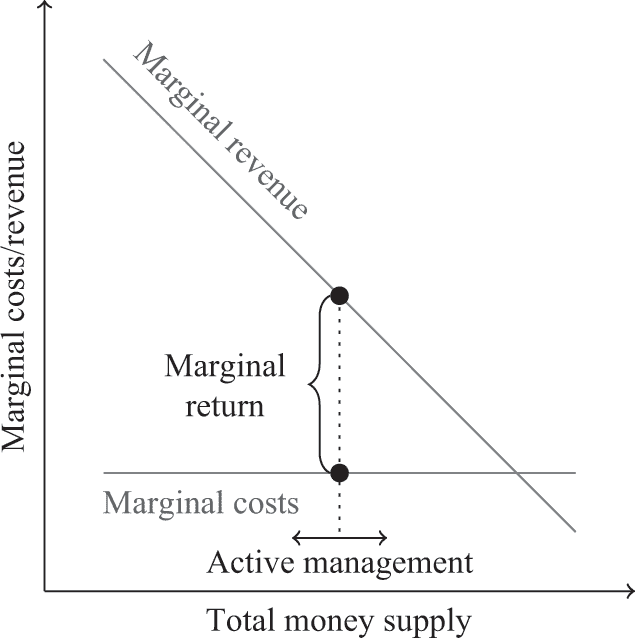 Marginal costs/revenue
Marginal revenue
Marginal
return
Marginal costs
Active management
Total money supply